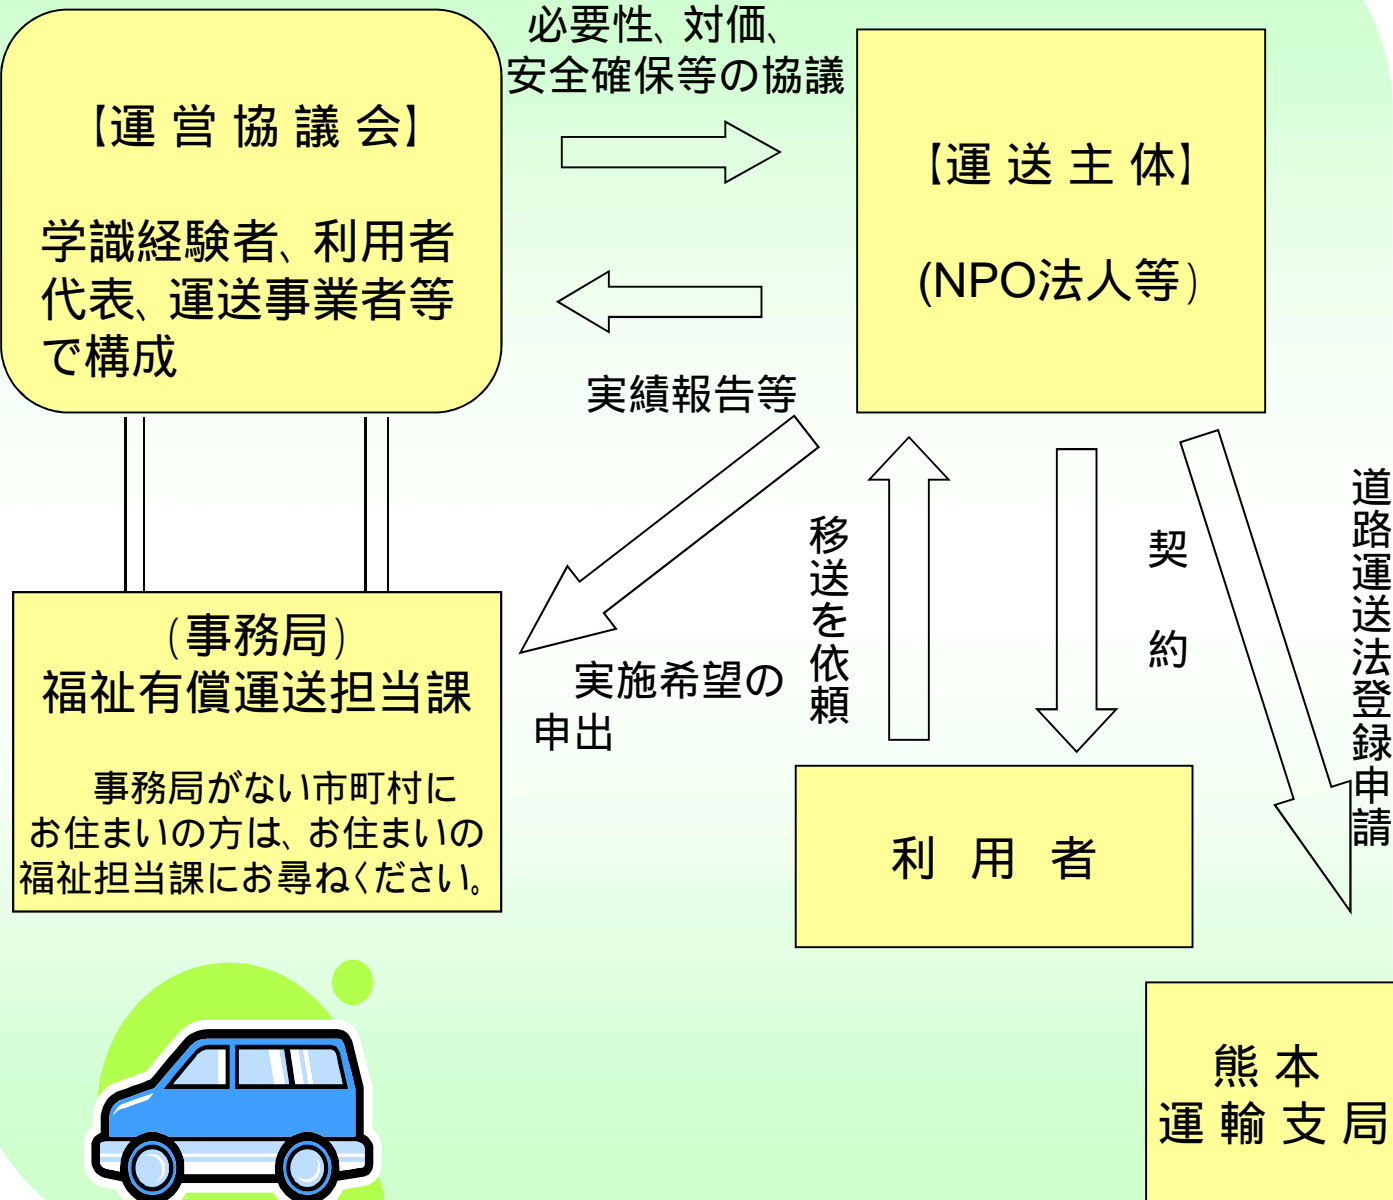 必要性、対価、
安全確保等の協議
【運営協議会】
学識経験者、利用者
代表、運送事業者等
で構成
【運送主体】
(NPO法人等)
実績報告等
(事務局)
福祉有償運送担当課
事務局がない市町村に
お住まいの方は、お住まいの
福祉担当課にお尋ねください。
実施希望の
申出
移送を依頼
契約
道路運送法登録申請
利用者
熊本
運輸支局